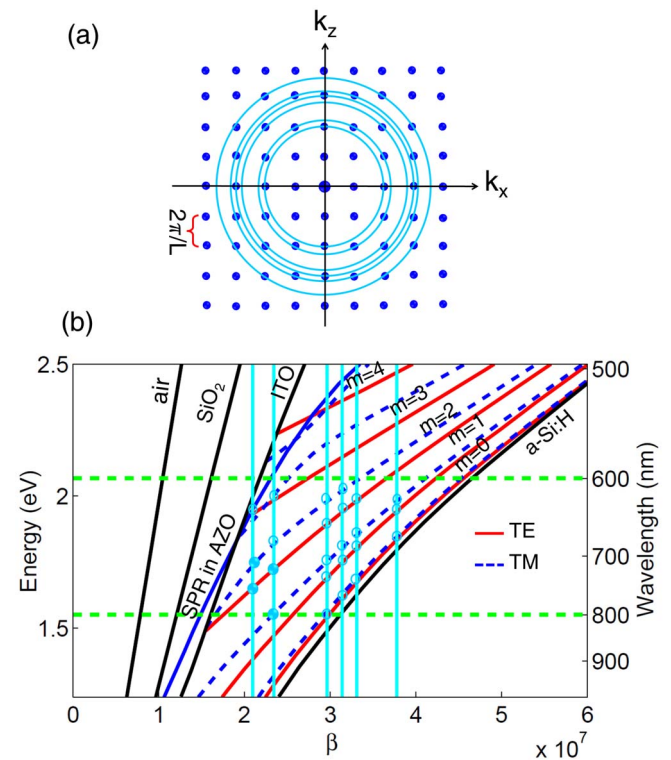 (a)
k_z
k_x
2π/L
(b)
2.5
2
1.5
Energy (eV)
air
SiO₂
ITO
SPR in AZO
m=4
m=3
m=2
m=1
m=0
a-Si:H
TE
TM
500
600
700
800
900
Wavelength (nm)
0 1 2 3 4 5 6
β
x 10⁷